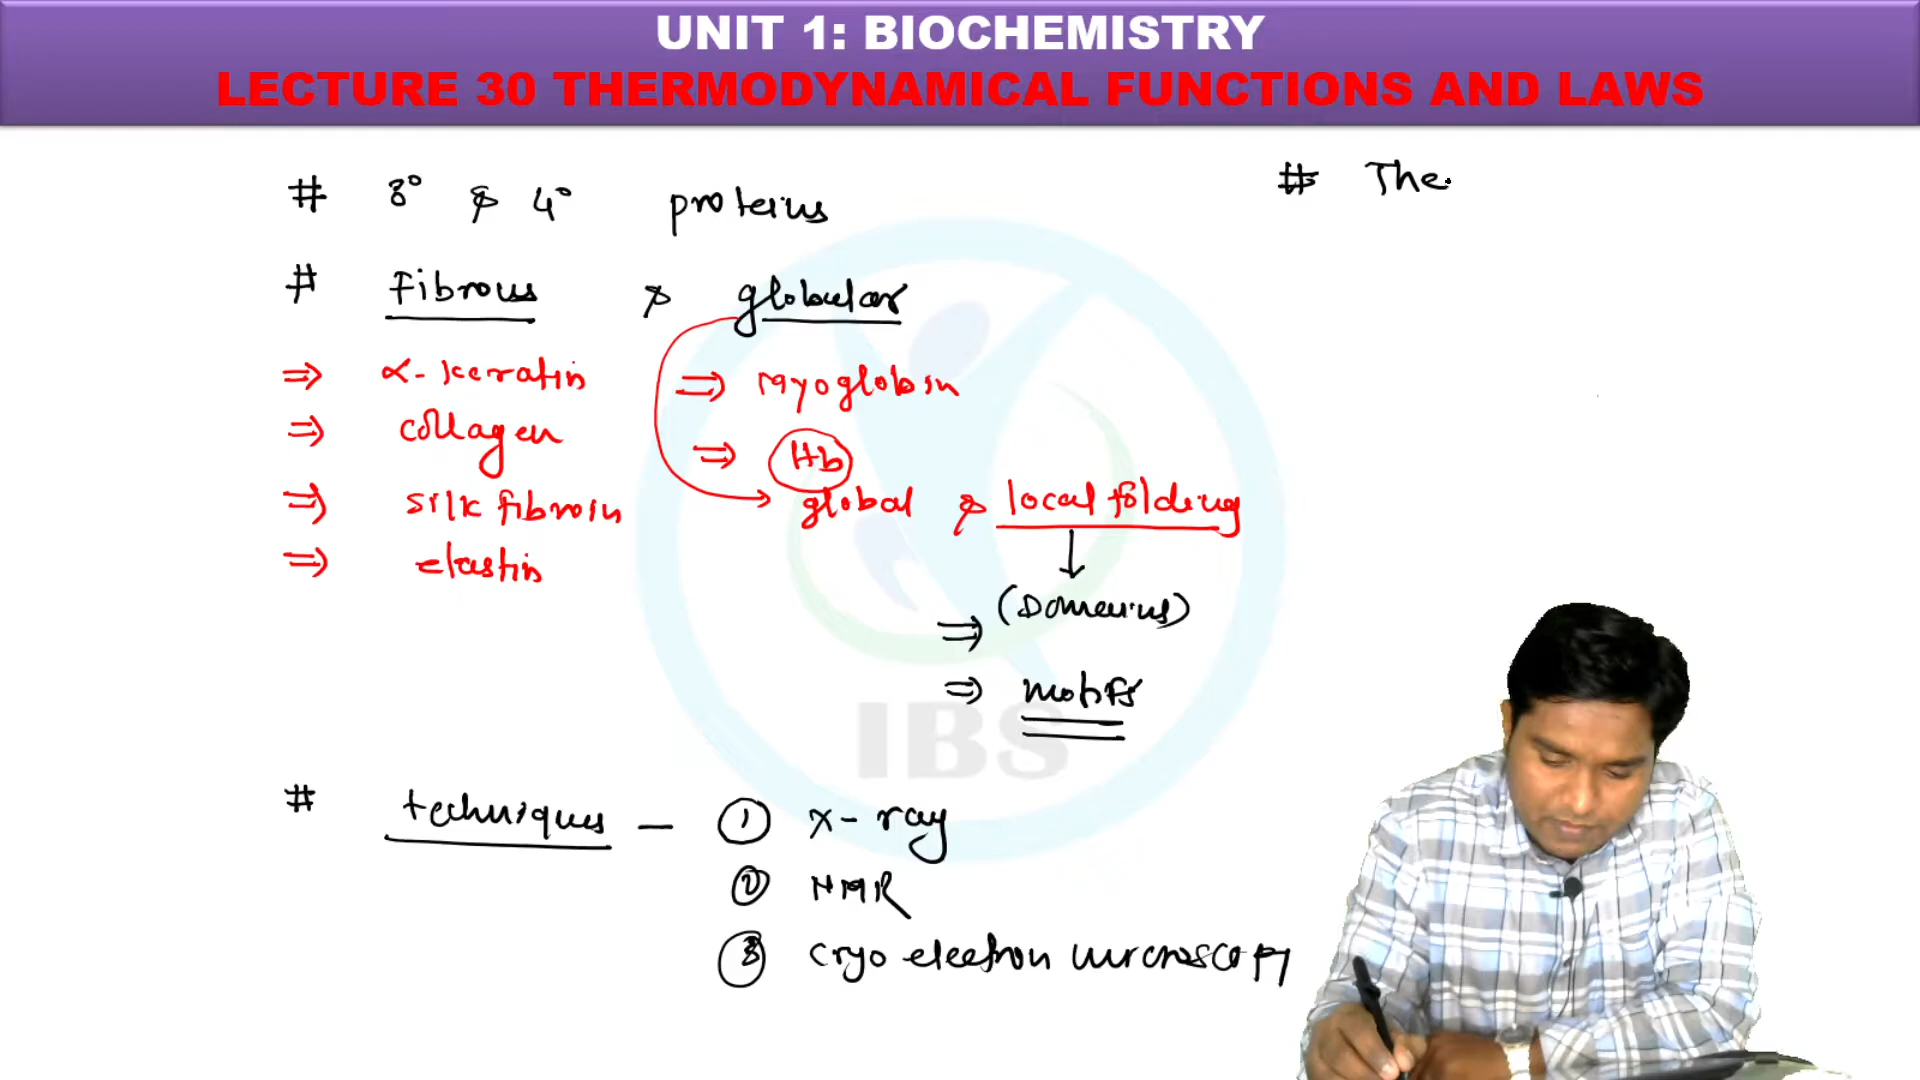 UNIT 1: BIOCHEMISTRY
LECTURE 30 THERMODYNAMICAL FUNCTIONS AND LAWS
# 3° & 4° proteins
# Fibrous & globular
⇒ α-keratin
⇒ collagen
⇒ silk fibroin
⇒ elastin
⇒ myoglobin
⇒ Hb
global & local folding
⇒ (Domains)
⇒ motifs
# techniques - ① x-ray
② NMR
③ cryo electron microscopy
# The
IBS